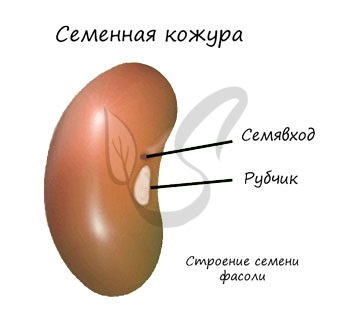 Семенная кожура
Семявход
Рубчик
Строение семени
фасоли